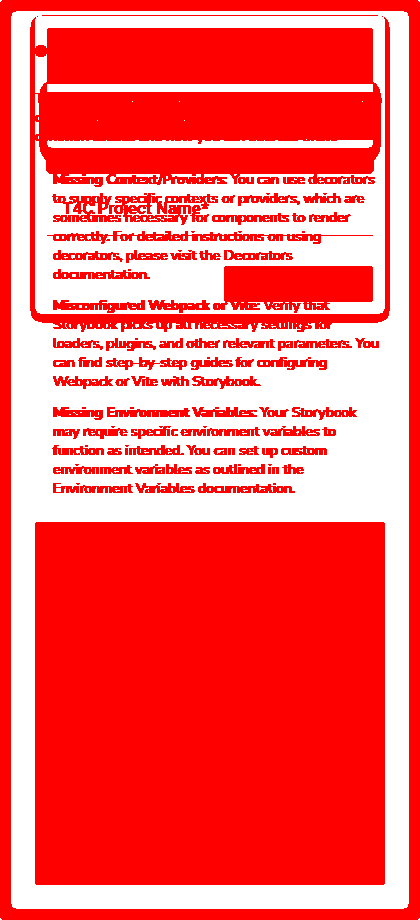 Missing Context/Providers: You can use decorators
to supply specific contexts or providers, which are
T4C Project Name*
sometimes necessary for components to render
correctly. For detailed instructions on using
decorators, please visit the Decorators
documentation.
Misconfigured Webpack or Vite: Verify that
Storybook picks up all necessary settings for
loaders, plugins, and other relevant parameters. You
can find step-by-step guides for configuring
Webpack or Vite with Storybook.
Missing Environment Variables: Your Storybook
may require specific environment variables to
function as intended. You can set up custom
environment variables as outlined in the
Environment Variables documentation.